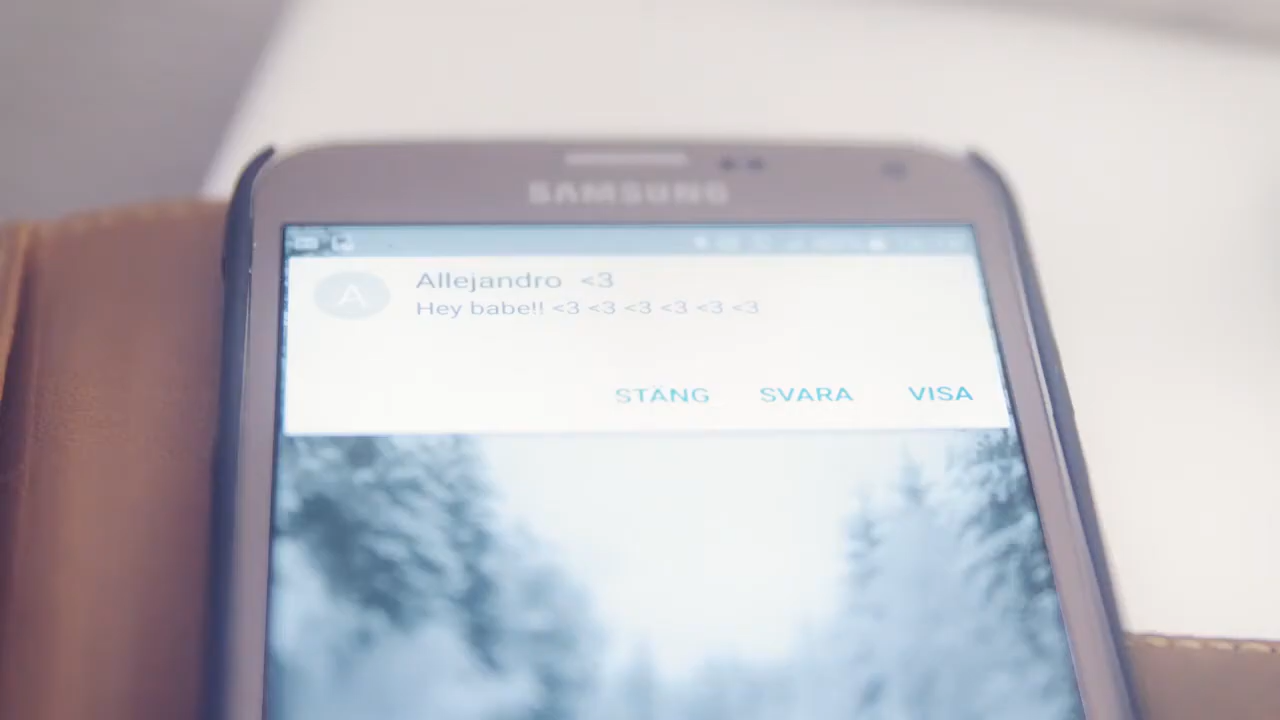 SAMSUNG
A
Allejandro <3
Hey babe!! <3 <3 <3 <3 <3 <3
STÄNG SVARA VISA